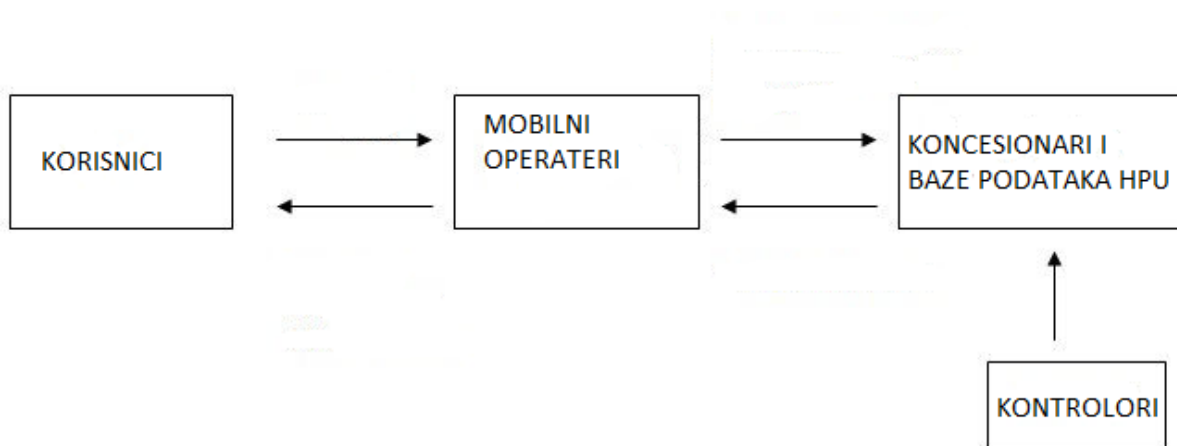 KORISNICI
MOBILNI
OPERATERI
KONCESIONARI I
BAZE PODATAKA HPU
KONTROLORI